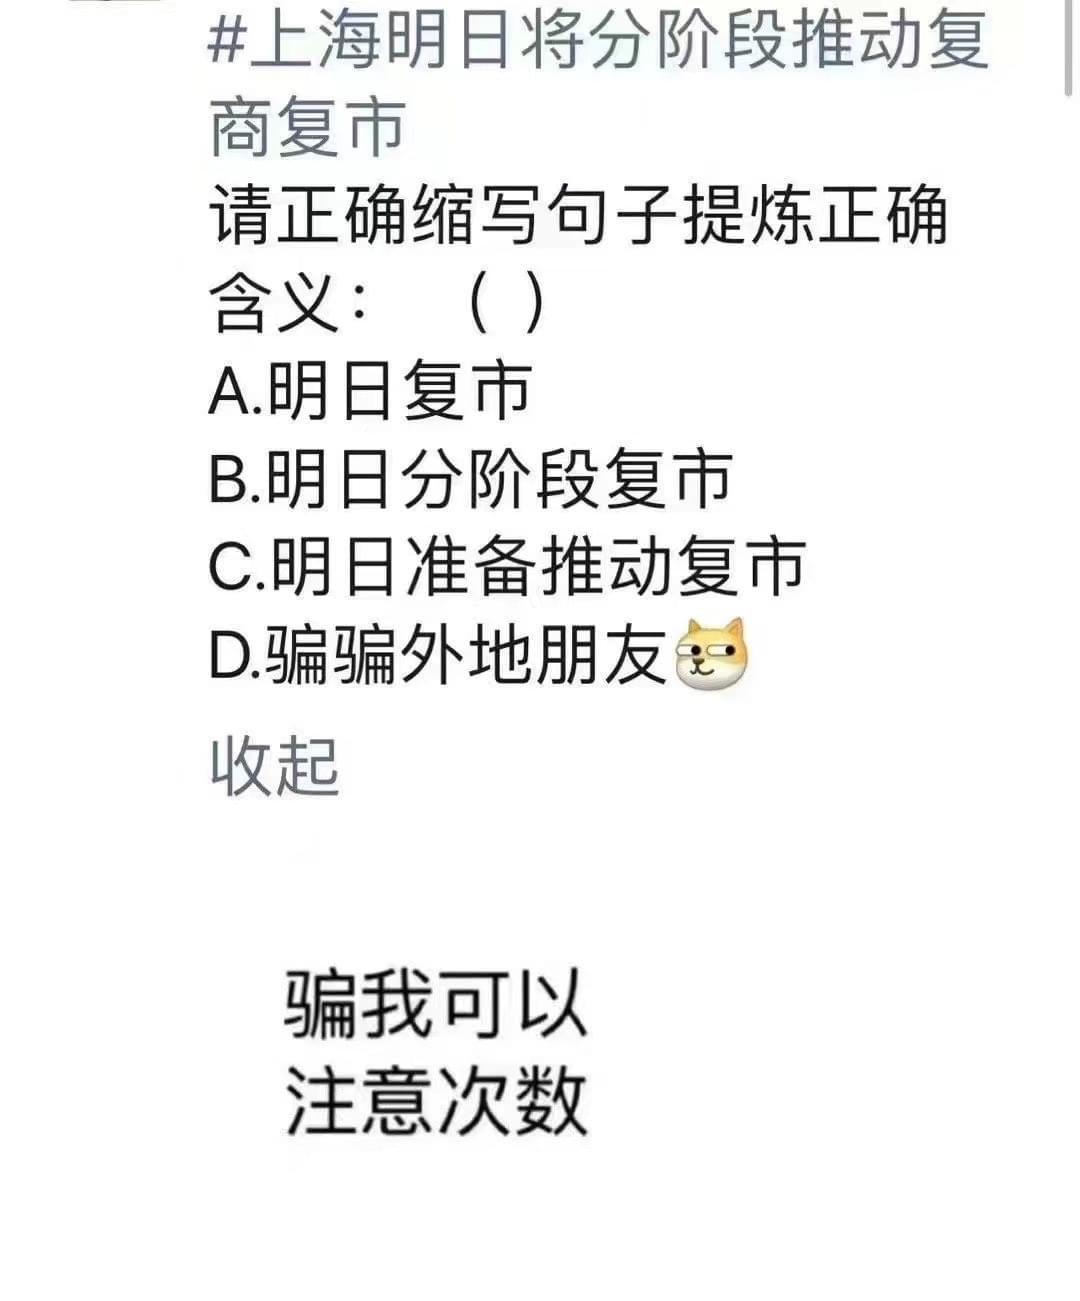 #上海明日将分阶段推动复
商复市
请正确缩写句子提炼正确
含义：　（ ）
A.明日复市
B.明日分阶段复市
C.明日准备推动复市
D.骗骗外地朋友
收起
骗我可以
注意次数